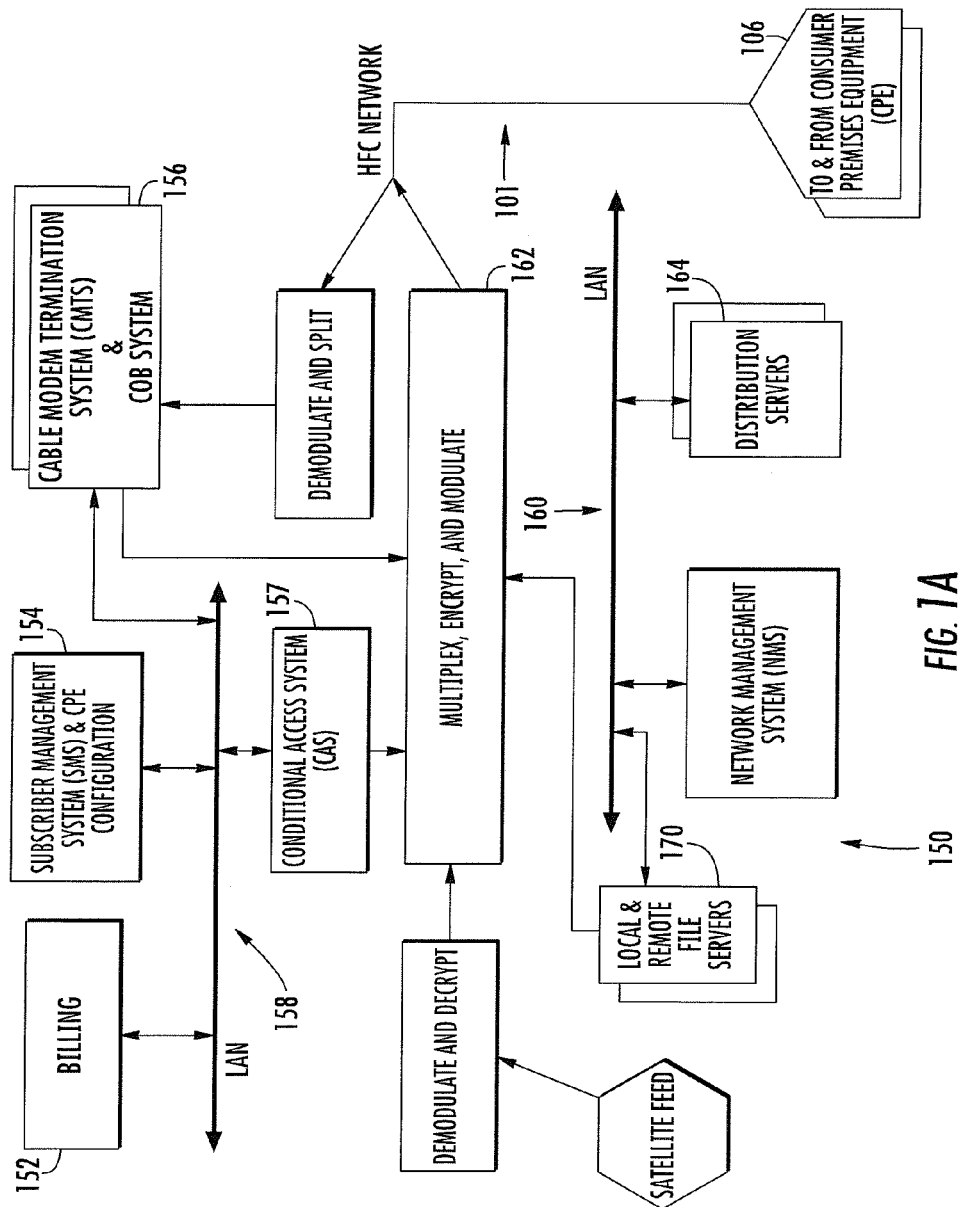 152
BILLING
154
SUBSCRIBER MANAGEMENT
SYSTEM (SMS) & CPE
CONFIGURATION
156
CABLE MODEM TERMINATION
SYSTEM (CMTS)
&
COB SYSTEM
LAN
158
157
CONDITIONAL ACCESS SYSTEM
(CAS)
DEMODULATE AND SPLIT
HFC NETWORK
DEMODULATE AND DECRYPT
MULTIPLEX, ENCRYPT, AND MODULATE
162
101
SATELLITE FEED
160
LAN
LOCAL &
REMOTE
FILE
SERVERS
170
NETWORK MANAGEMENT
SYSTEM (NMS)
DISTRIBUTION
SERVERS
164
106
TO & FROM CONSUMER
PREMISES EQUIPMENT
(CPE)
150
FIG. 1A